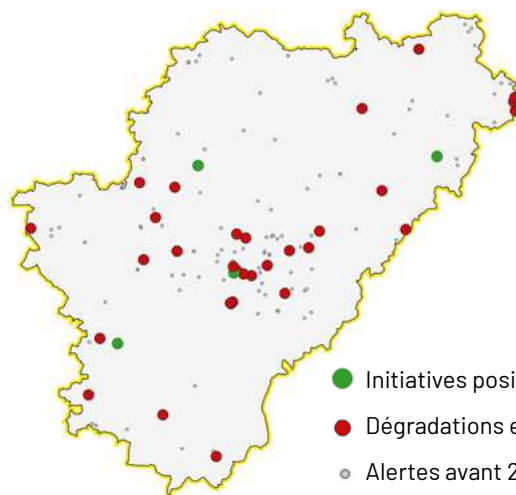 Initiatives posi
Dégradations e
Alertes avant 2